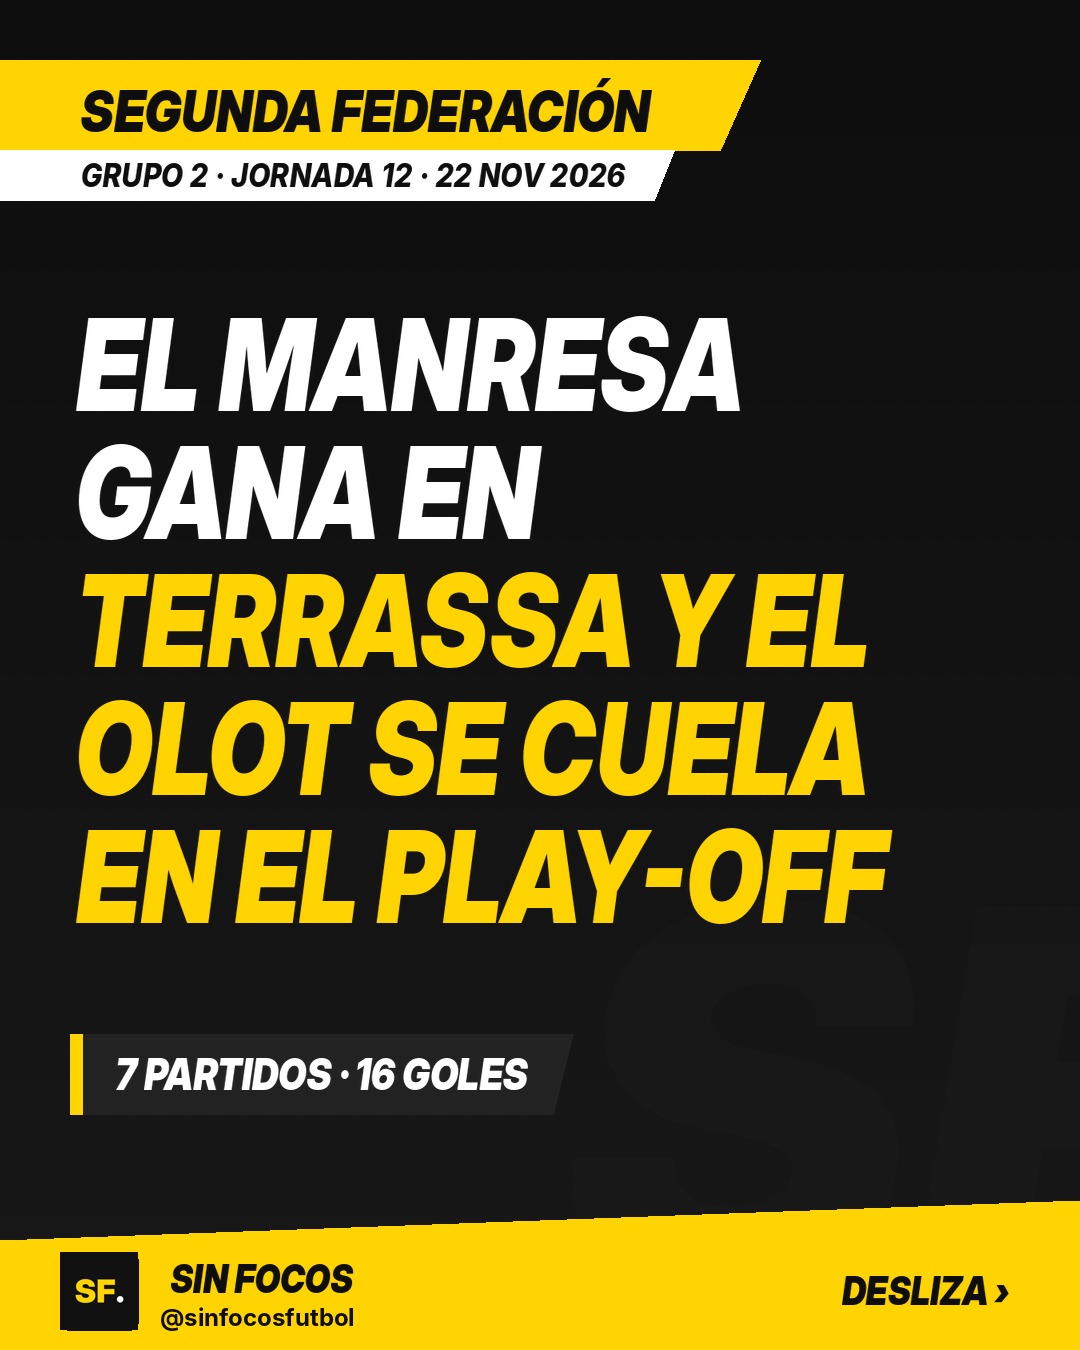 SEGUNDA FEDERACIÓN
GRUPO 2 · JORNADA 12 · 22 NOV 2026
EL MANRESA
GANA EN
TERRASSA Y EL
OLOT SE CUELA
EN EL PLAY-OFF
7 PARTIDOS · 16 GOLES
SF
SF.
SIN FOCOS
@sinfocosfutbol
DESLIZA ›